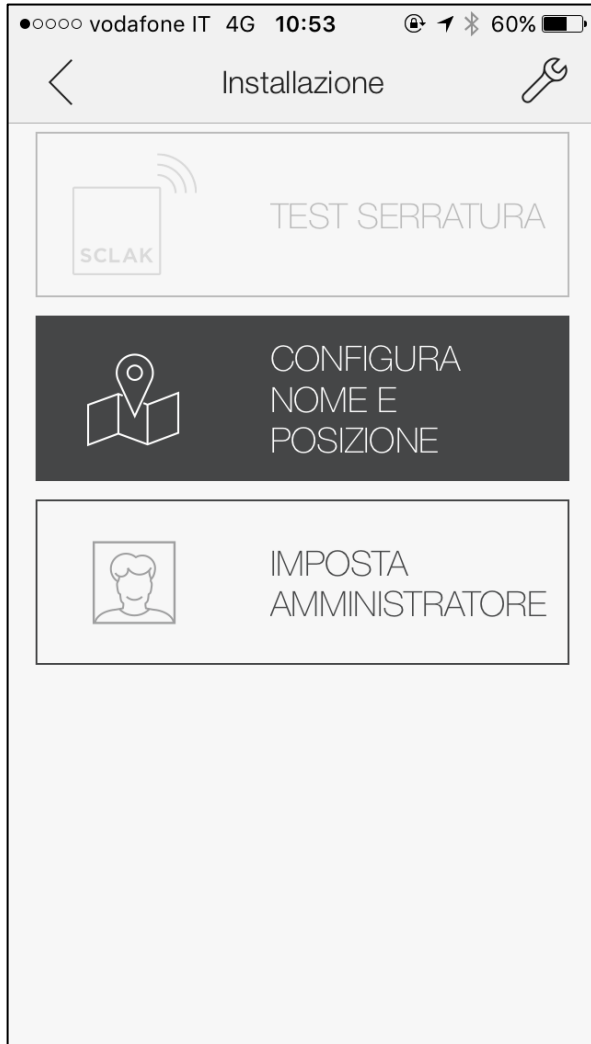 vodafone IT 4G 10:53 60%
Installazione
SCLAK
TEST SERRATURA
CONFIGURA
NOME E
POSIZIONE
IMPOSTA
AMMINISTRATORE